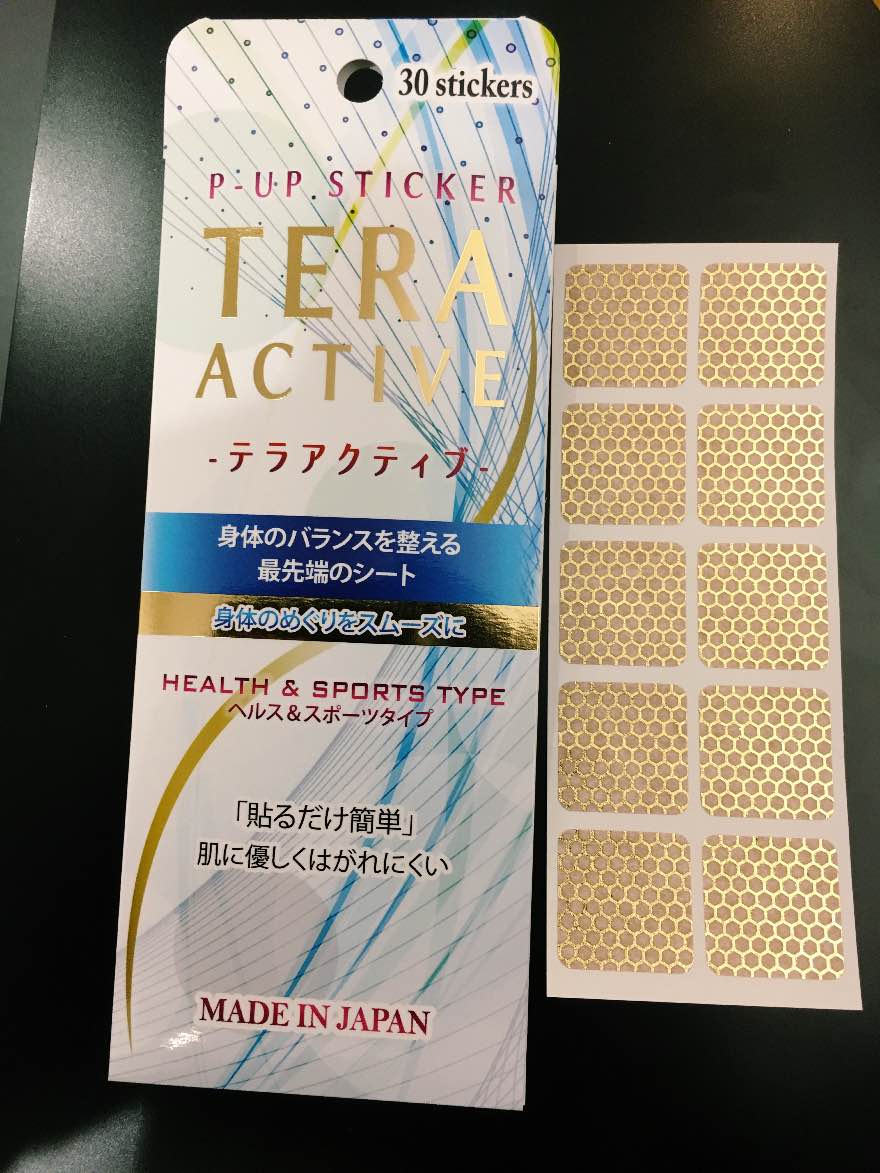 30 stickers
P-UP STICKER
TERA
ACTIVE
-テラアクティブ-
身体のバランスを整える
最先端のシート
身体のめぐりをスムーズに
HEALTH & SPORTS TYPE
ヘルス&スポーツタイプ
「貼るだけ簡単」
肌に優しくはがれにくい
MADE IN JAPAN